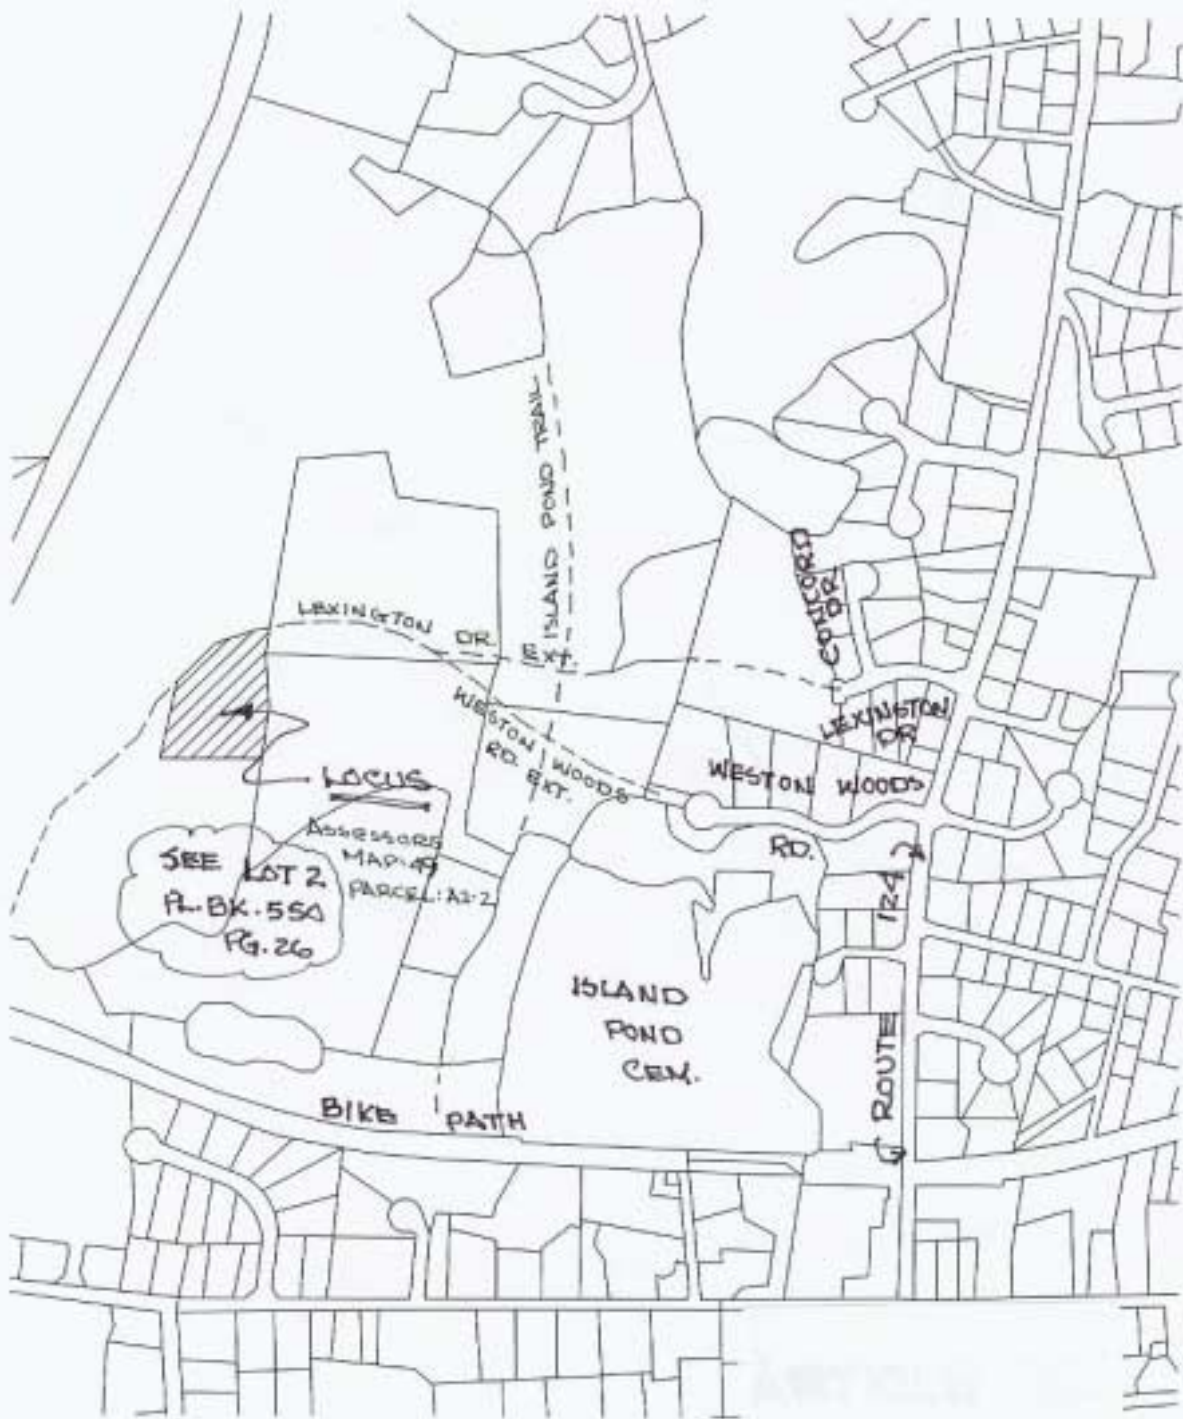 ISLAND POND TRAIL
LEXINGTON DR. EXT.
CONCORD
DR.
LEXINGTON
DR
WESTON WOODS
RD. EXT.
WESTON WOODS
RD.
LOCUS
ASSESSORS
MAP: 49
PARCEL: A2-2
SEE LOT 2
PL. BK. 550
PG. 26
ROUTE 124
ISLAND
POND
CEM.
BIKE PATH